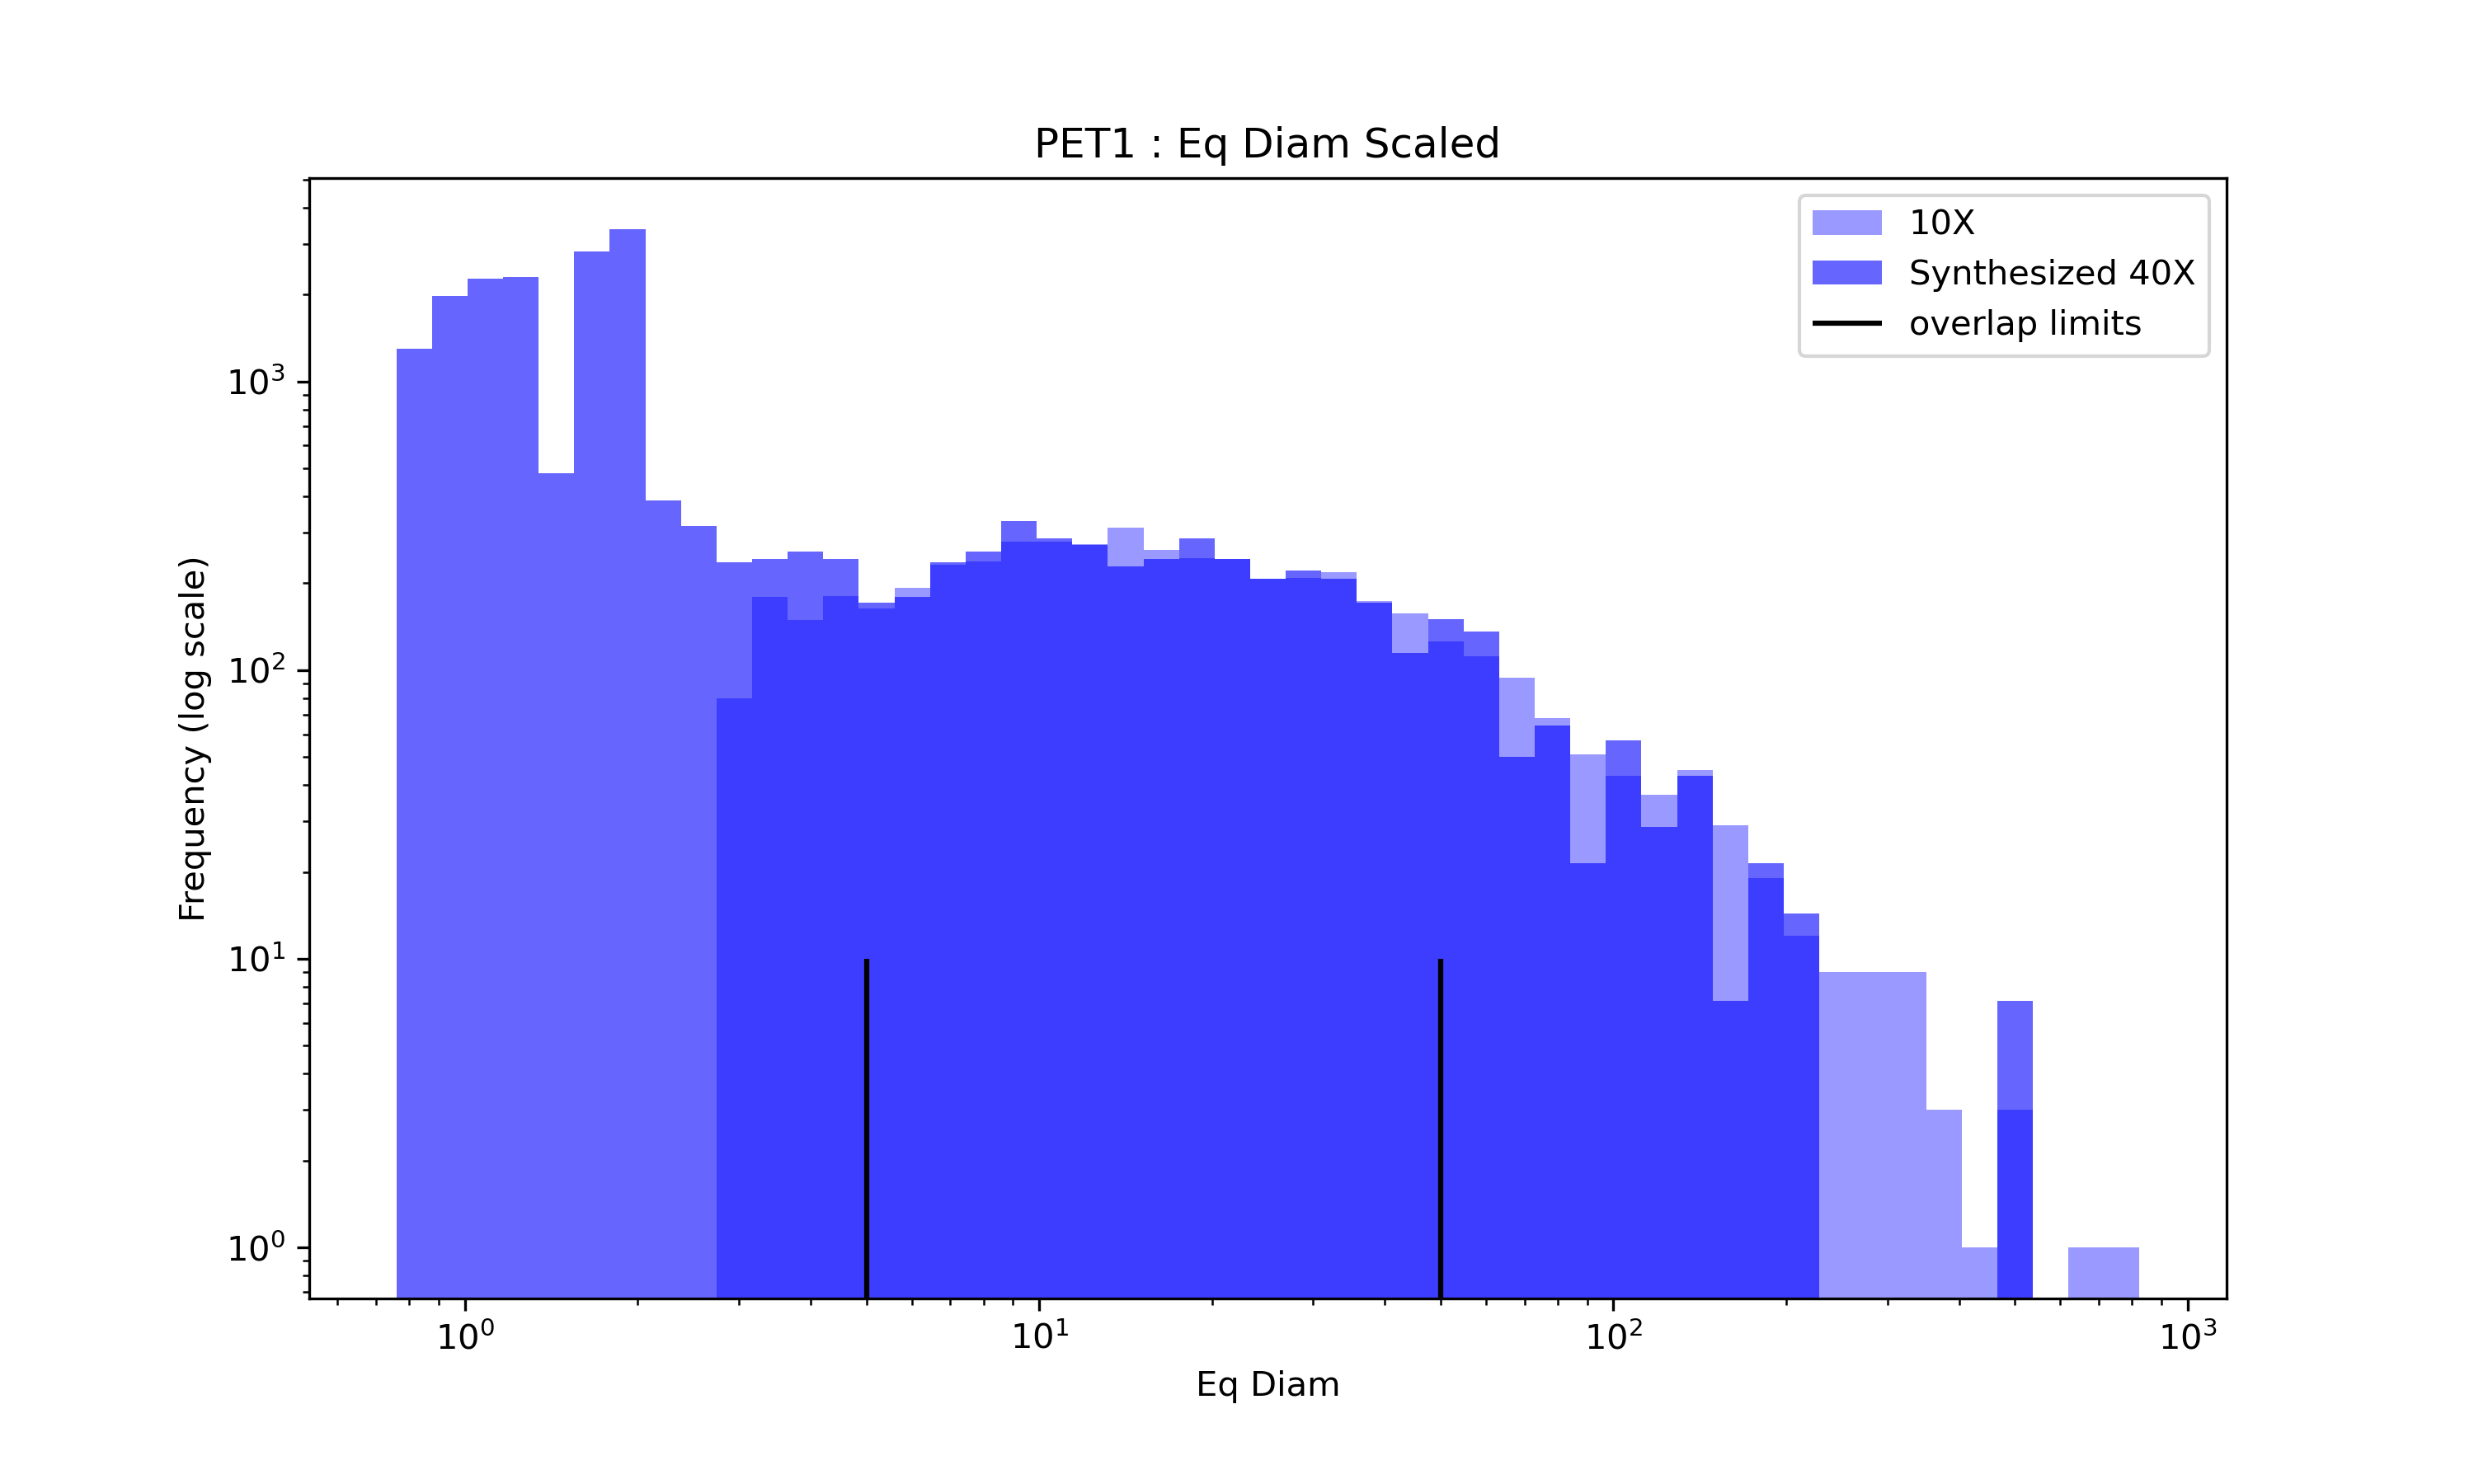 PET1 : Eq Diam Scaled
10X
Synthesized 40X
overlap limits
Frequency (log scale)
10³
10²
10¹
10⁰
10⁰ 10¹ 10² 10³
Eq Diam